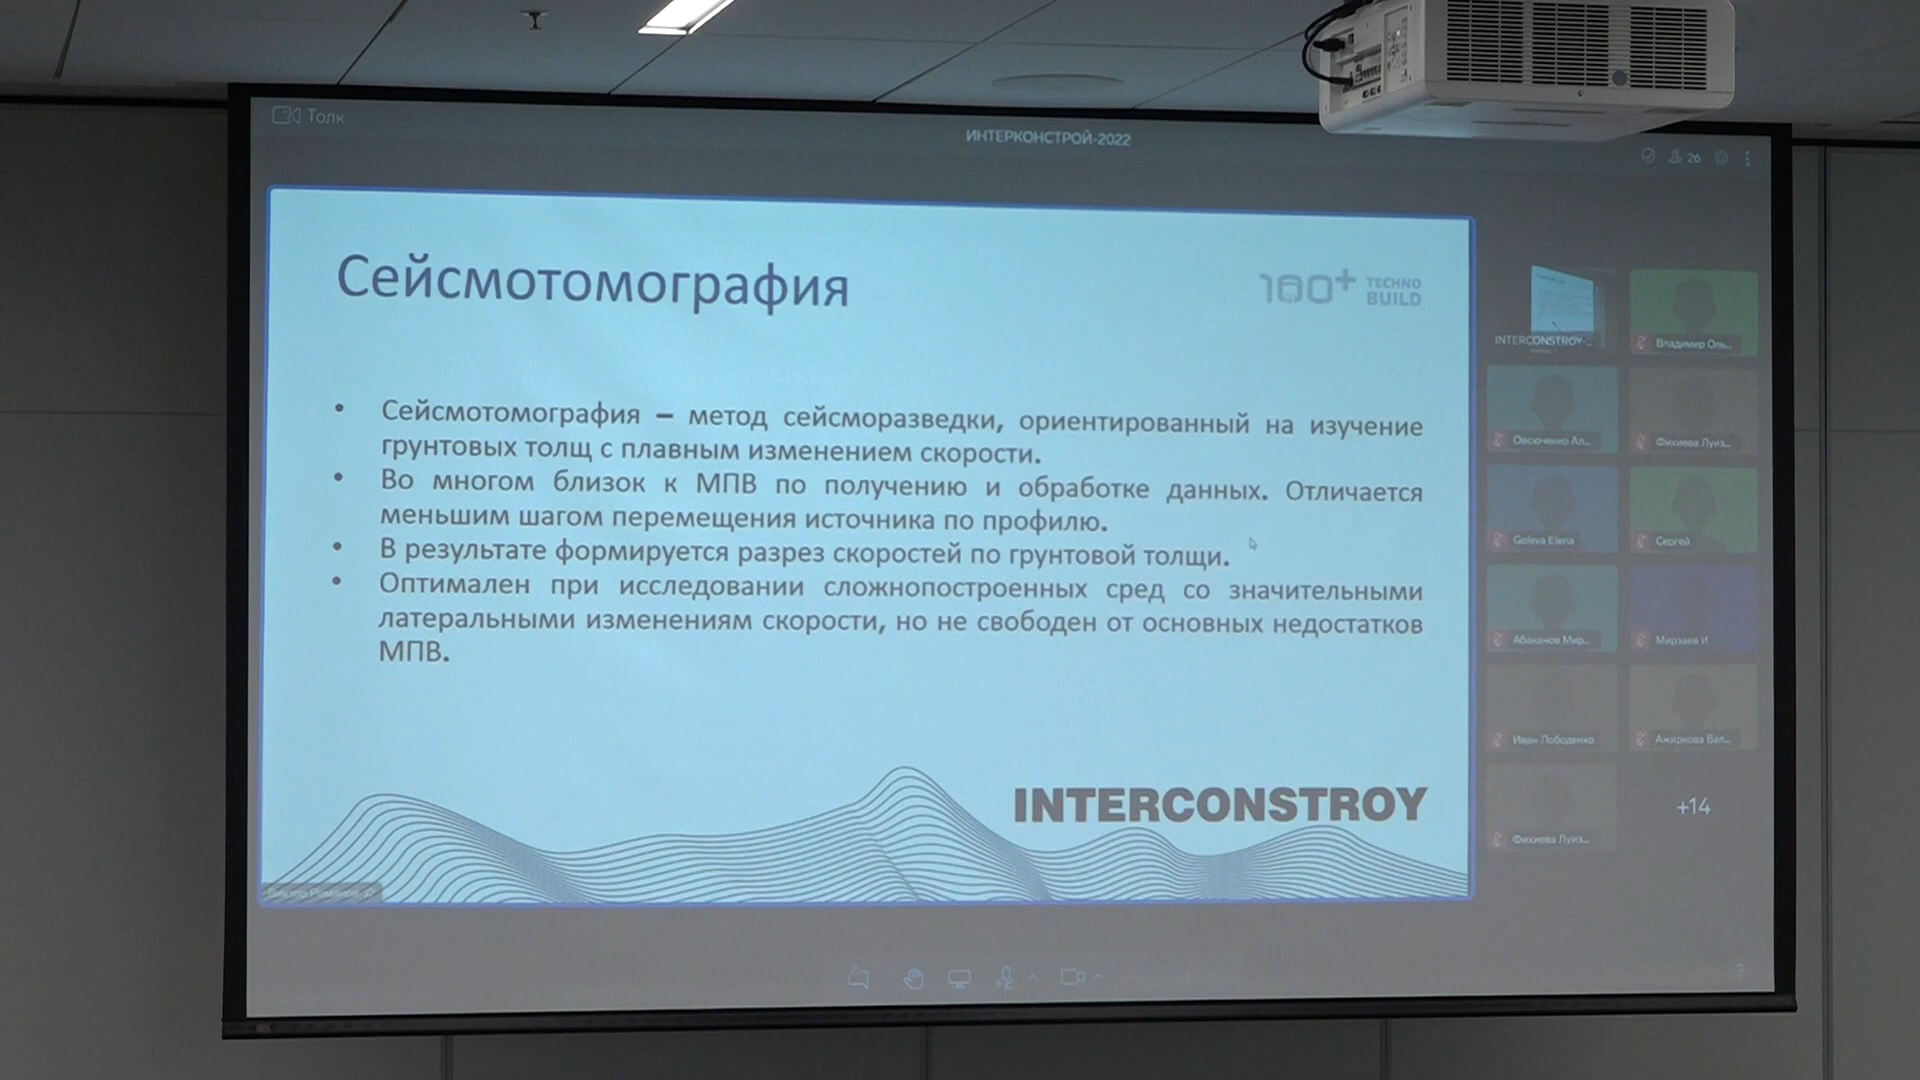 Толк
ИНТЕРКОНСТРОЙ-2022
26
Сейсмотомография
100+ TECHNO
BUILD
• Сейсмотомография – метод сейсморазведки, ориентированный на изучение
грунтовых толщ с плавным изменением скорости.
• Во многом близок к МПВ по получению и обработке данных. Отличается
меньшим шагом перемещения источника по профилю.
• В результате формируется разрез скоростей по грунтовой толщи.
• Оптимален при исследовании сложнопостроенных сред со значительными
латеральными изменениям скорости, но не свободен от основных недостатков
МПВ.
INTERCONSTROY
INTERCONSTROY-...
Владимир Оль...
Овсюченко Ал...
Фихиева Луиз...
Goleva Elena
Сергей
Абаканов Мир...
Мирзаев И
Иван Лободенко
Ажиркова Вал...
Фихиева Луиз...
+14
?